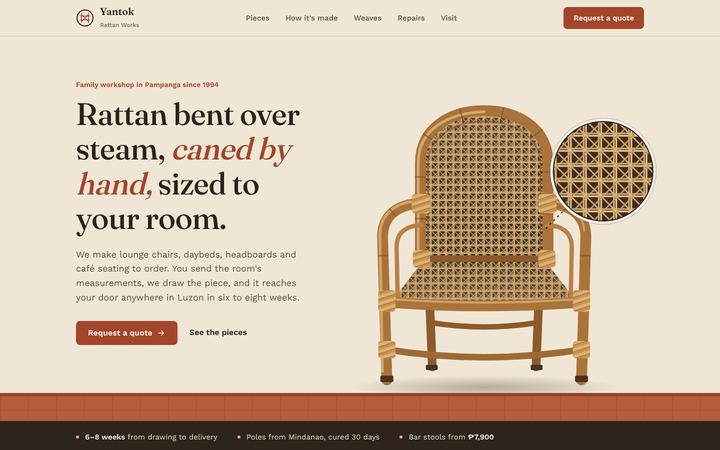 Yantok
Rattan Works
Pieces
How it's made
Weaves
Repairs
Visit
Request a quote
Family workshop in Pampanga since 1994
Rattan bent over
steam, caned by
hand, sized to
your room.
We make lounge chairs, daybeds, headboards and
café seating to order. You send the room's
measurements, we draw the piece, and it reaches
your door anywhere in Luzon in six to eight weeks.
Request a quote →
See the pieces
6–8 weeks from drawing to delivery
Poles from Mindanao, cured 30 days
Bar stools from ₱7,900